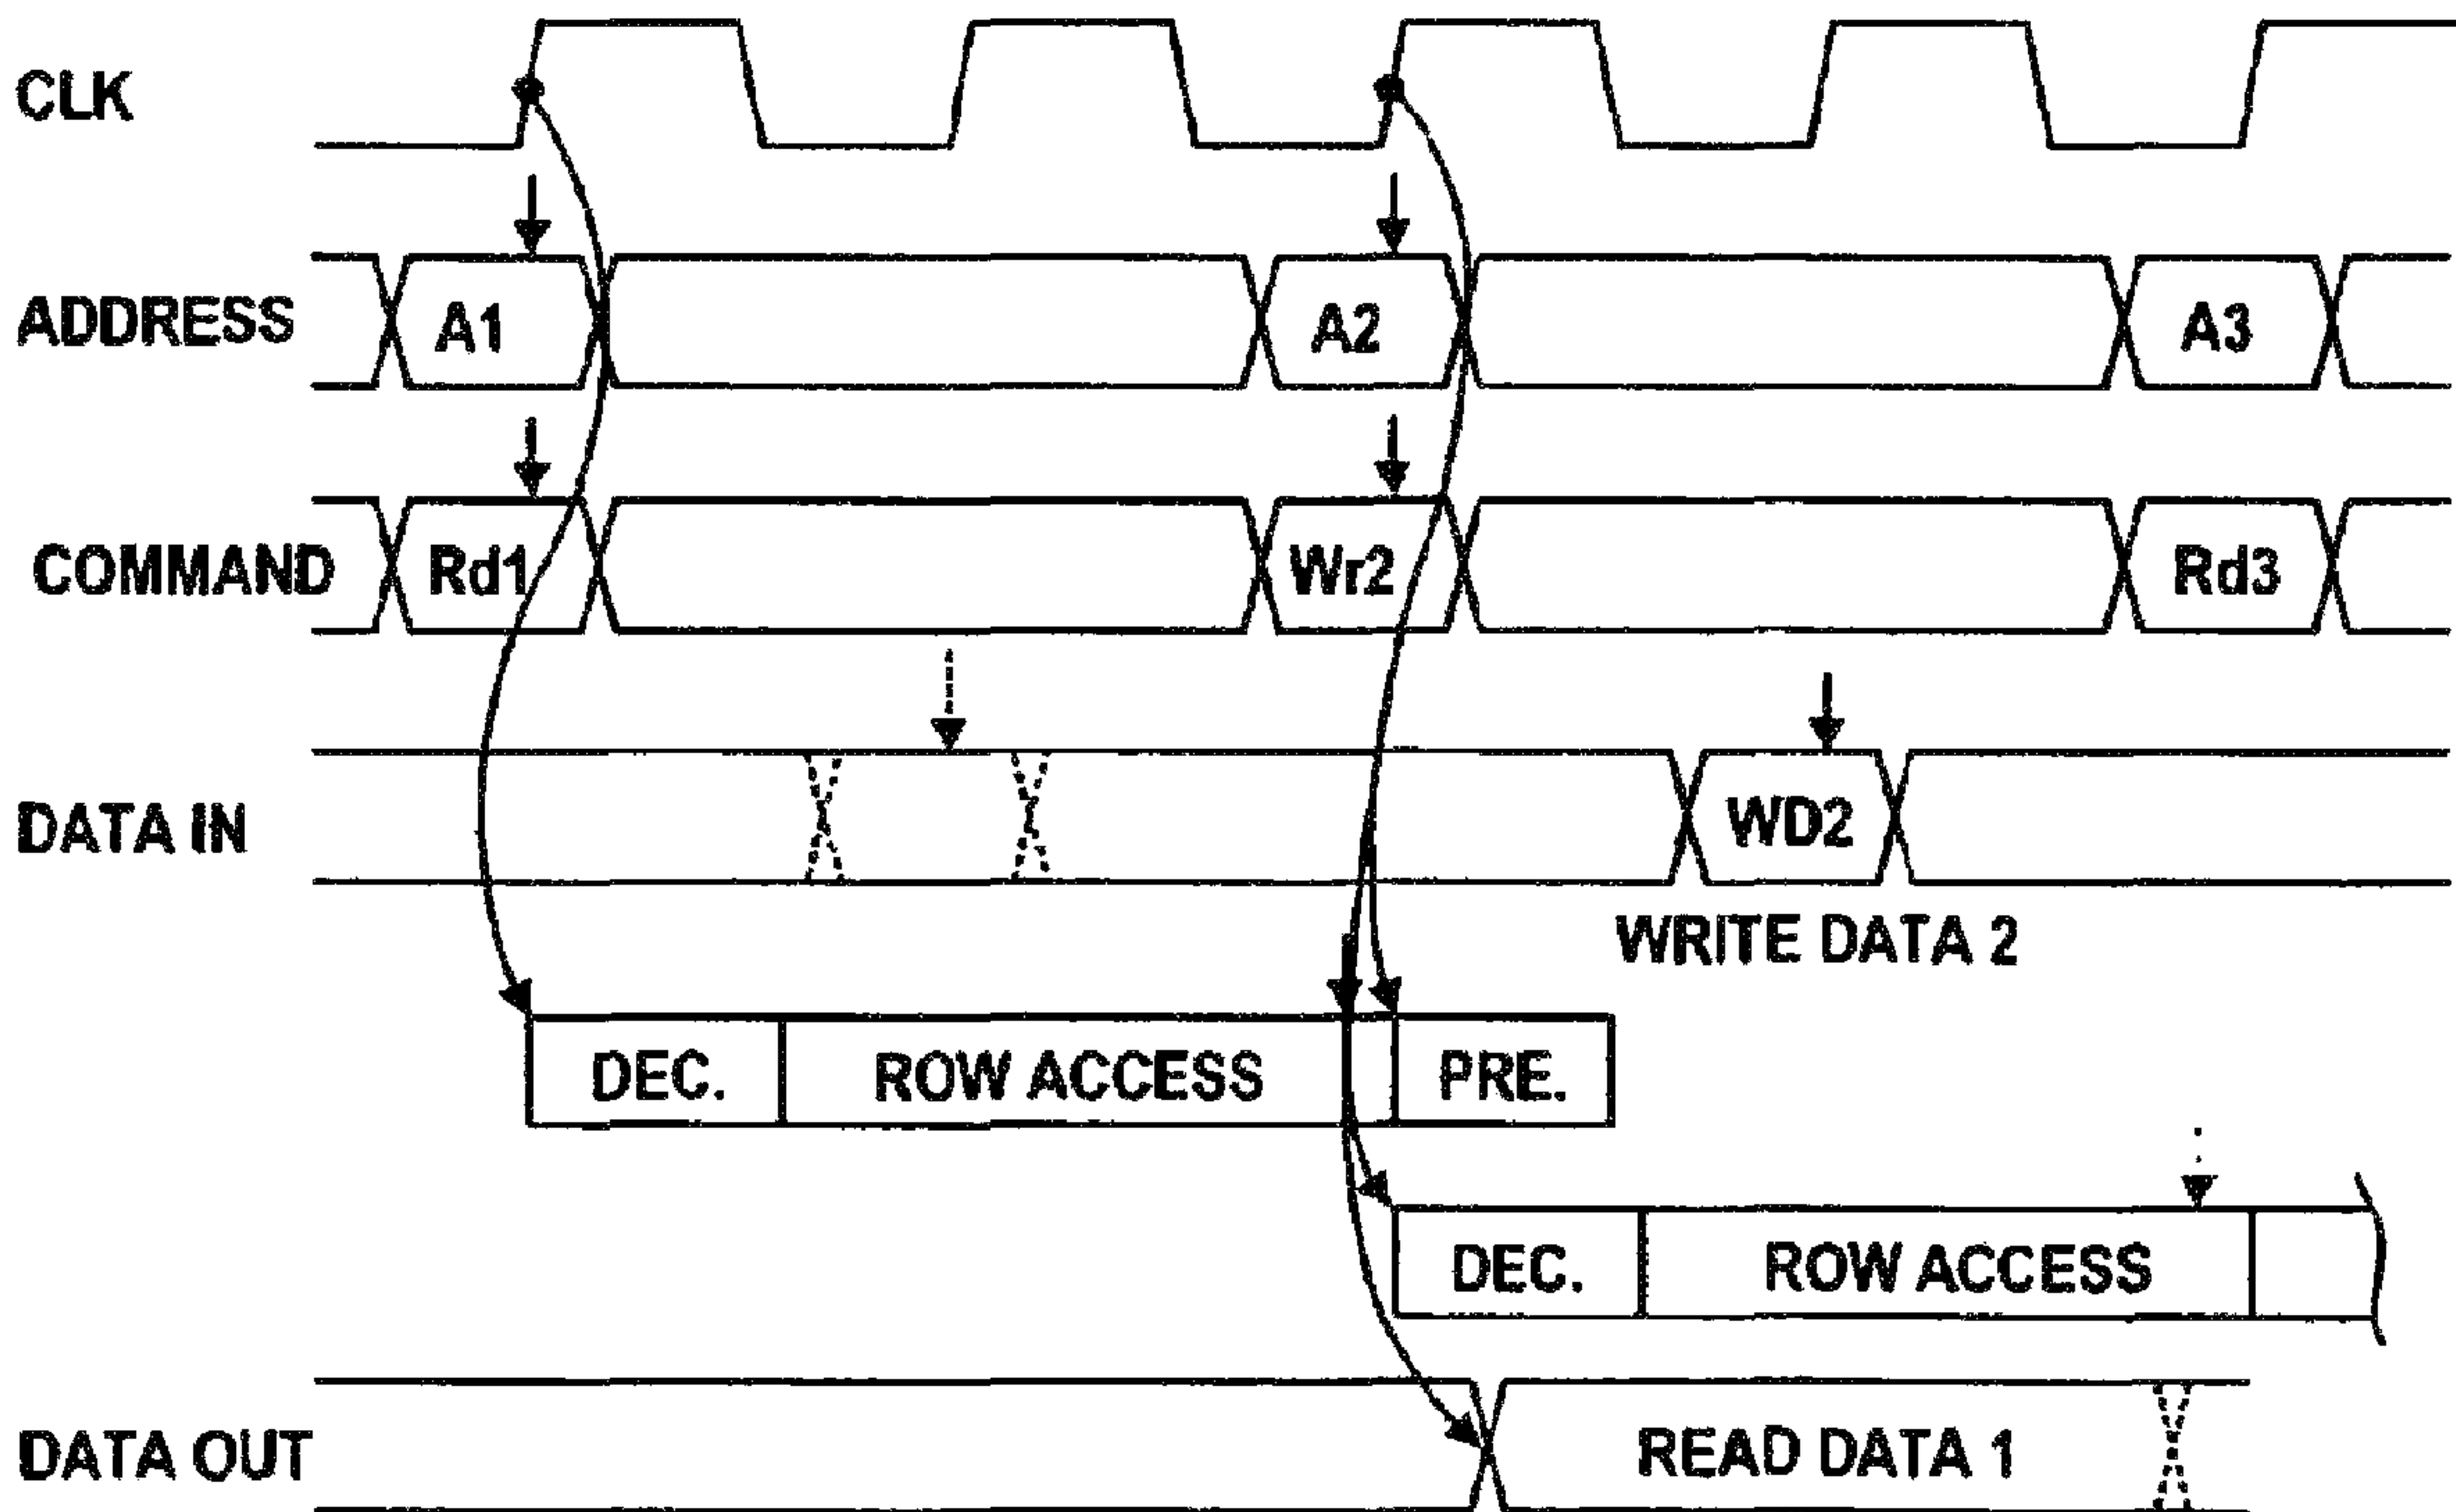 CLK
ADDRESS A1 A2 A3
COMMAND Rd1 Wr2 Rd3
DATA IN WD2
WRITE DATA 2
DEC. ROW ACCESS PRE.
DEC. ROW ACCESS
DATA OUT READ DATA 1